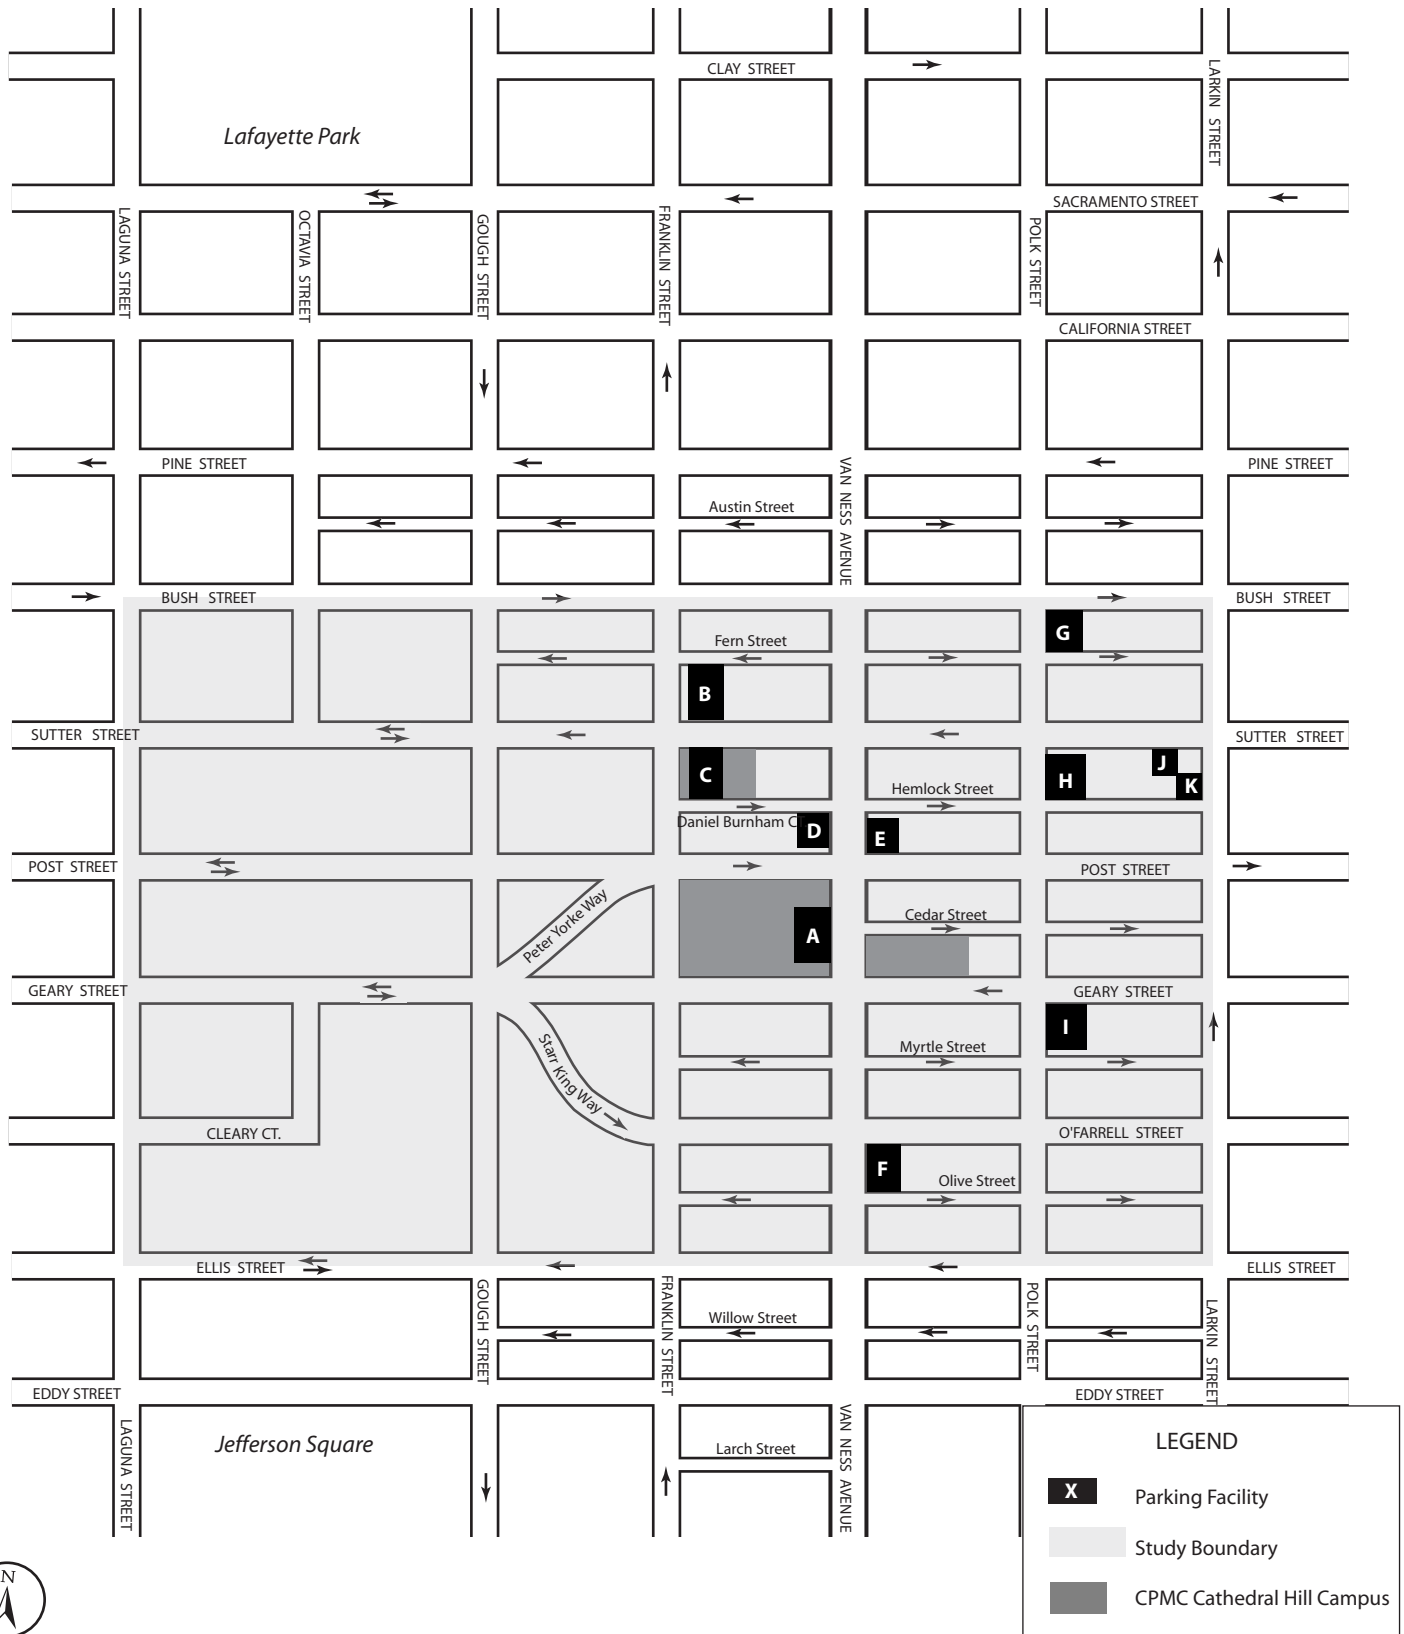 CLAY STREET
LARKIN STREET
Lafayette Park
SACRAMENTO STREET
LAGUNA STREET
OCTAVIA STREET
GOUGH STREET
FRANKLIN STREET
POLK STREET
CALIFORNIA STREET
PINE STREET
VAN NESS AVENUE
PINE STREET
Austin Street
BUSH STREET
BUSH STREET
G
Fern Street
B
SUTTER STREET
SUTTER STREET
C
Hemlock Street
H
J
K
Daniel Burnham CT
D
E
POST STREET
POST STREET
Peter Yorke Way
Cedar Street
A
GEARY STREET
GEARY STREET
I
Starr King Way
Myrtle Street
CLEARY CT.
O'FARRELL STREET
F
Olive Street
ELLIS STREET
ELLIS STREET
GOUGH STREET
FRANKLIN STREET
POLK STREET
LARKIN STREET
Willow Street
EDDY STREET
EDDY STREET
LAGUNA STREET
Jefferson Square
VAN NESS AVENUE
Larch Street
LEGEND
X
Parking Facility
Study Boundary
CPMC Cathedral Hill Campus
N